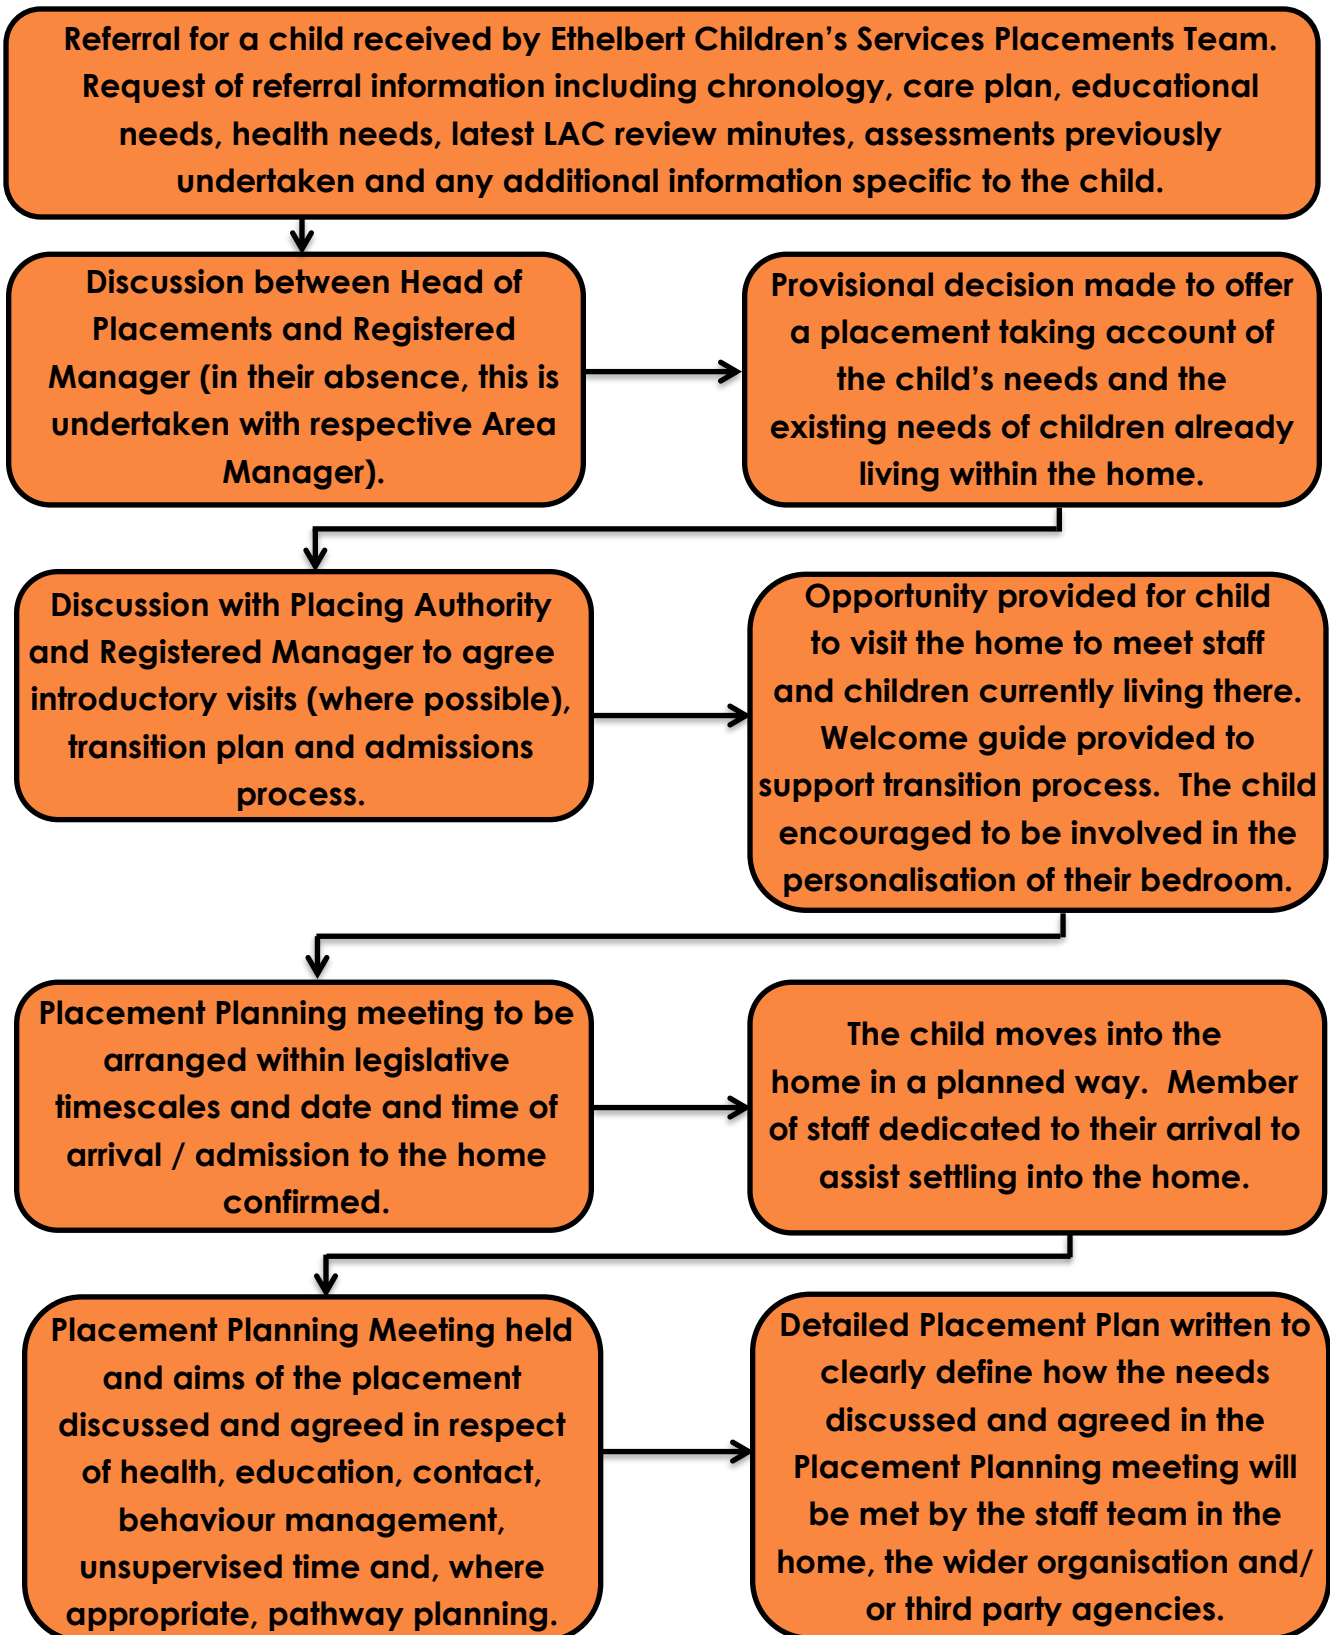 Referral for a child received by Ethelbert Children’s Services Placements Team.
Request of referral information including chronology, care plan, educational
needs, health needs, latest LAC review minutes, assessments previously
undertaken and any additional information specific to the child.
Discussion between Head of
Placements and Registered
Manager (in their absence, this is
undertaken with respective Area
Manager).
Provisional decision made to offer
a placement taking account of
the child’s needs and the
existing needs of children already
living within the home.
Discussion with Placing Authority
and Registered Manager to agree
introductory visits (where possible),
transition plan and admissions
process.
Opportunity provided for child
to visit the home to meet staff
and children currently living there.
Welcome guide provided to
support transition process.  The child
encouraged to be involved in the
personalisation of their bedroom.
Placement Planning meeting to be
arranged within legislative
timescales and date and time of
arrival / admission to the home
confirmed.
The child moves into the
home in a planned way.  Member
of staff dedicated to their arrival to
assist settling into the home.
Placement Planning Meeting held
and aims of the placement
discussed and agreed in respect
of health, education, contact,
behaviour management,
unsupervised time and, where
appropriate, pathway planning.
Detailed Placement Plan written to
clearly define how the needs
discussed and agreed in the
Placement Planning meeting will
be met by the staff team in the
home, the wider organisation and/
or third party agencies.